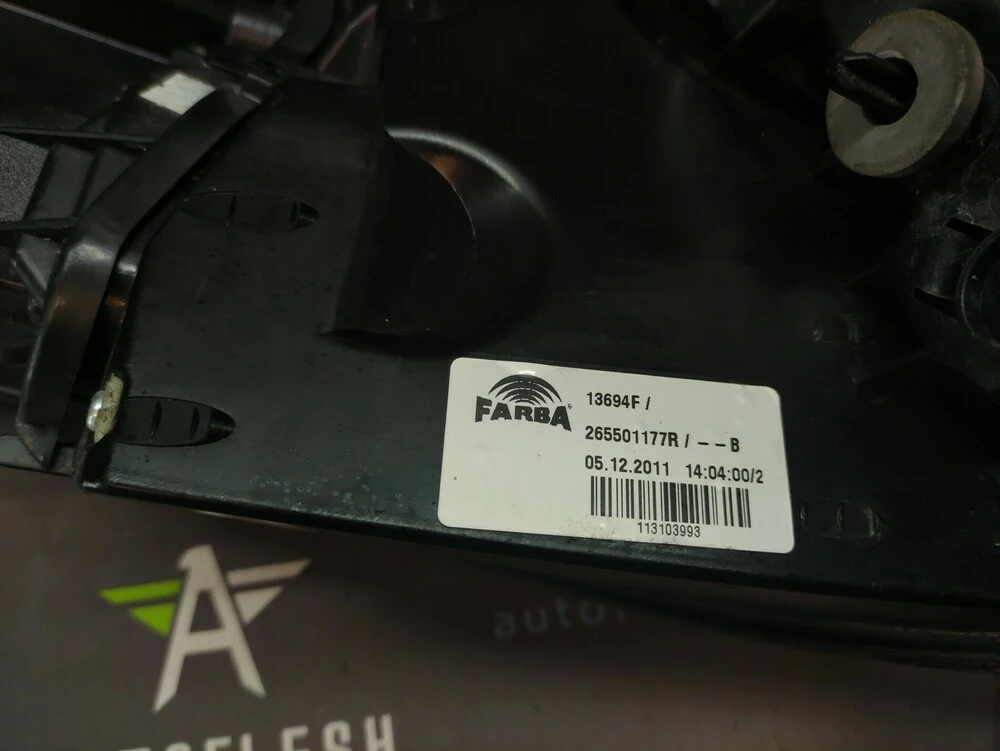 FARBA®
13694F /
265501177R / – – B
05.12.2011 14:04:00/2
113103993